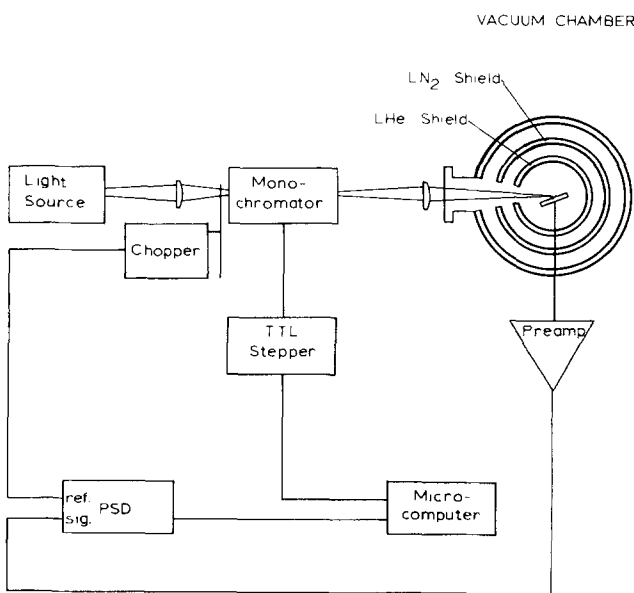 VACUUM CHAMBER
LN2 Shield
LHe Shield
Light
Source
Mono-
chromator
Chopper
TTL
Stepper
Preamp
ref.
PSD
sig.
Micro-
computer